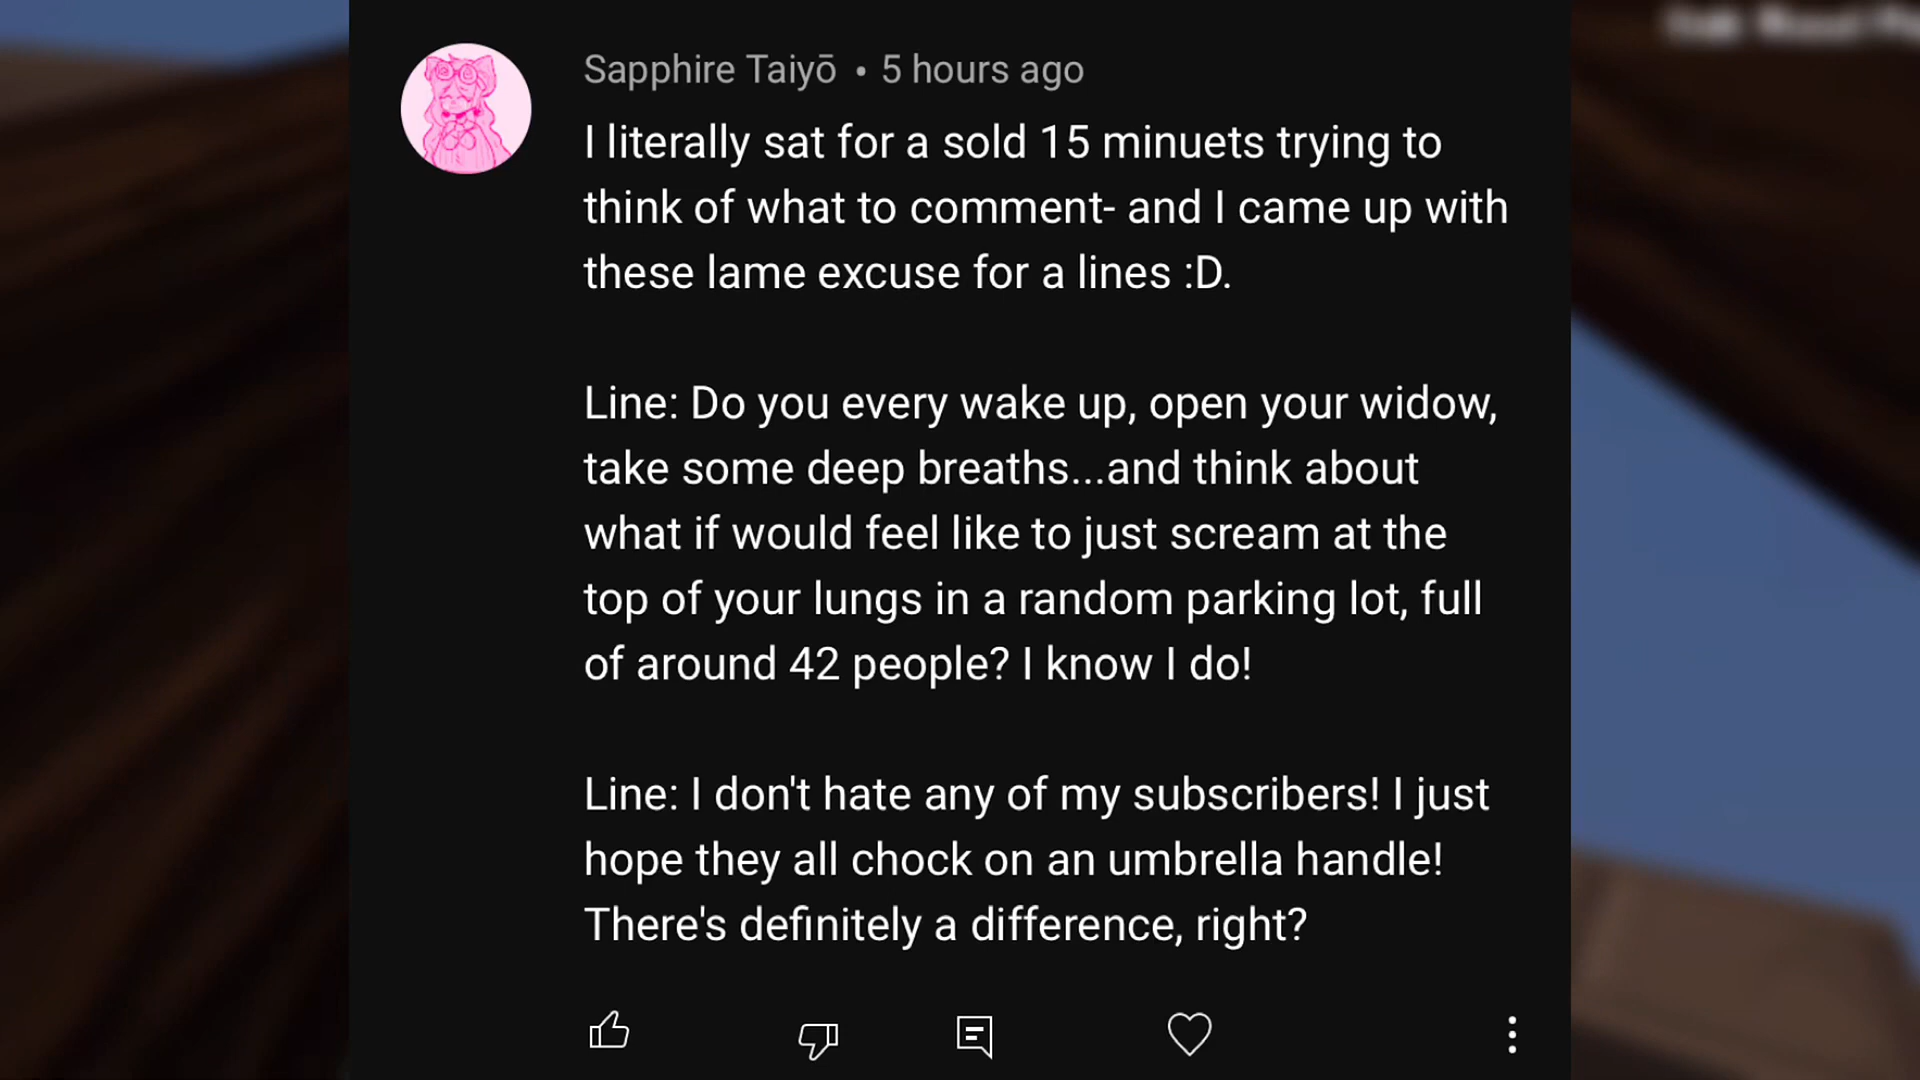 Sapphire Taiyō • 5 hours ago
I literally sat for a sold 15 minuets trying to
think of what to comment- and I came up with
these lame excuse for a lines :D.
Line: Do you every wake up, open your widow,
take some deep breaths...and think about
what if would feel like to just scream at the
top of your lungs in a random parking lot, full
of around 42 people? I know I do!
Line: I don't hate any of my subscribers! I just
hope they all chock on an umbrella handle!
There's definitely a difference, right?